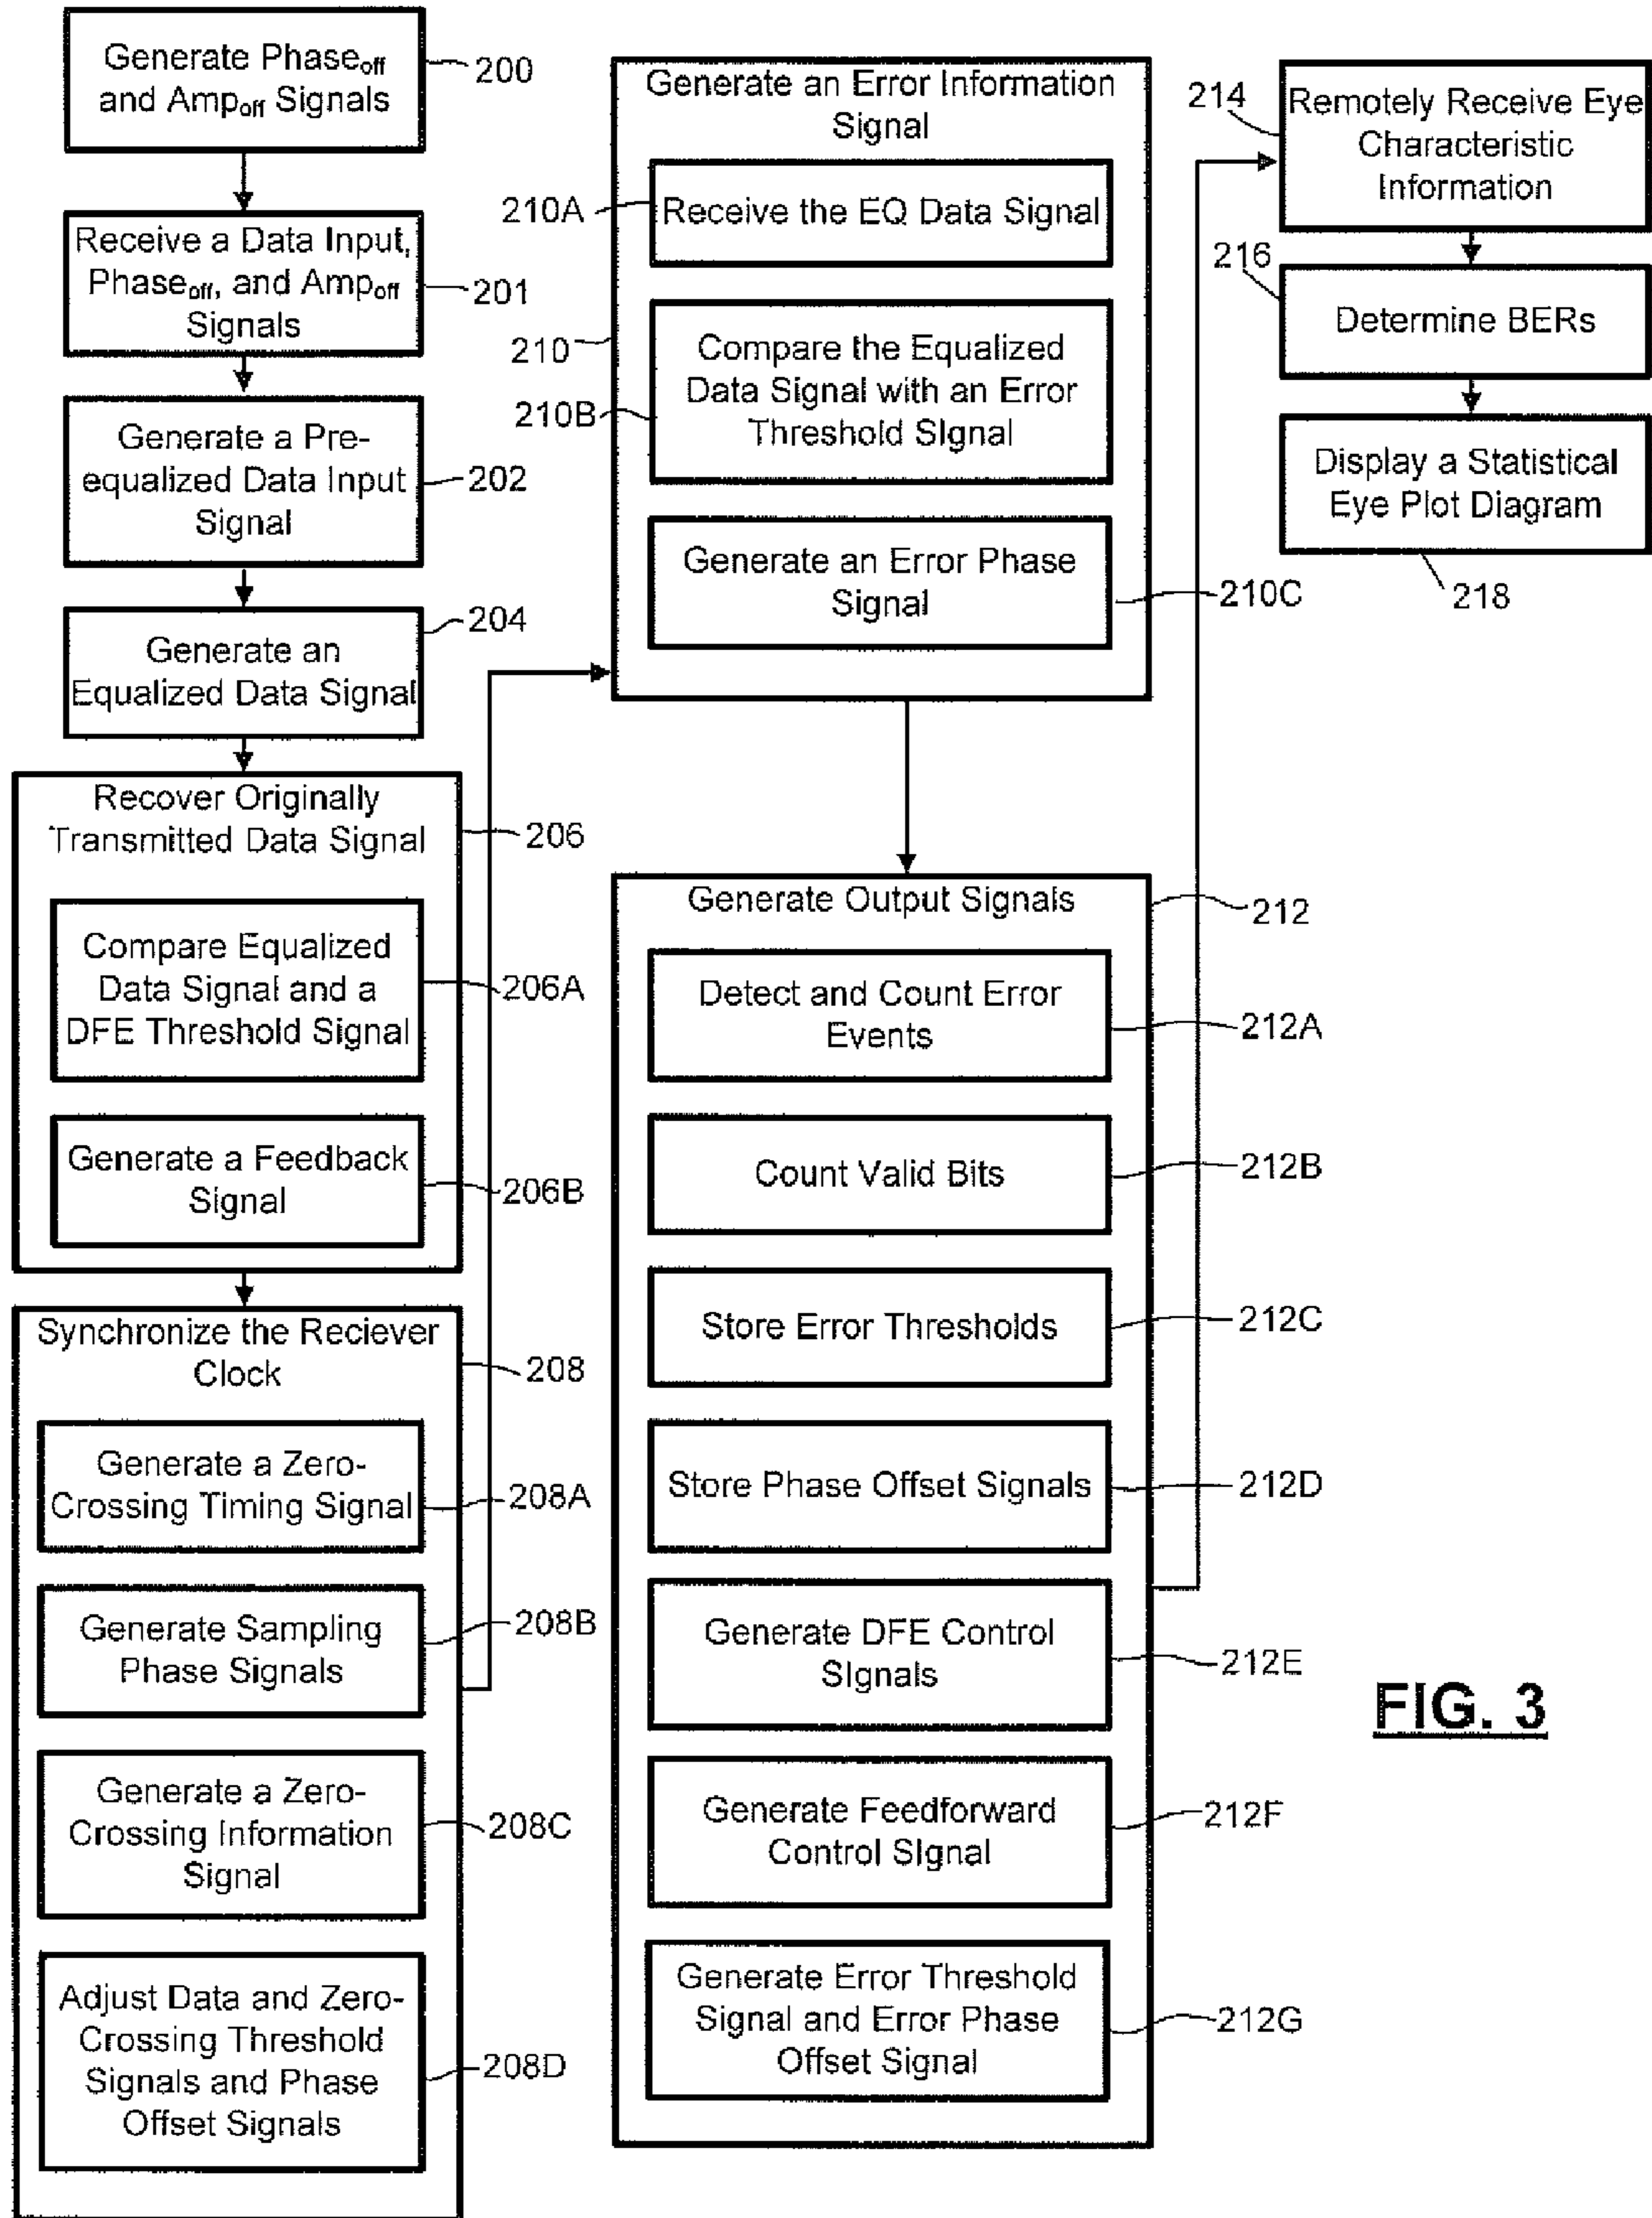 Generate Phaseoff
and Ampoff Signals
200
Receive a Data Input,
Phaseoff, and Ampoff
Signals
201
Generate a Pre-
equalized Data Input
Signal
202
204
Generate an
Equalized Data Signal
Recover Originally
Transmitted Data Signal
206
Compare Equalized
Data Signal and a
DFE Threshold Signal
206A
Generate a Feedback
Signal
206B
Synchronize the Reciever
Clock
208
Generate a Zero-
Crossing Timing Signal
208A
Generate Sampling
Phase Signals
208B
Generate a Zero-
Crossing Information
Signal
208C
Adjust Data and Zero-
Crossing Threshold
Signals and Phase
Offset Signals
208D
Generate an Error Information
Signal
210A
Receive the EQ Data Signal
210
210B
Compare the Equalized
Data Signal with an Error
Threshold SIgnal
Generate an Error Phase
Signal
210C
Generate Output Signals
212
Detect and Count Error
Events
212A
Count Valid Bits
212B
Store Error Thresholds
212C
Store Phase Offset Signals
212D
Generate DFE Control
SIgnals
212E
Generate Feedforward
Control SIgnal
212F
Generate Error Threshold
Signal and Error Phase
Offset Signal
212G
214
Remotely Receive Eye
Characteristic
Information
216
Determine BERs
Display a Statistical
Eye Plot Diagram
218
FIG. 3